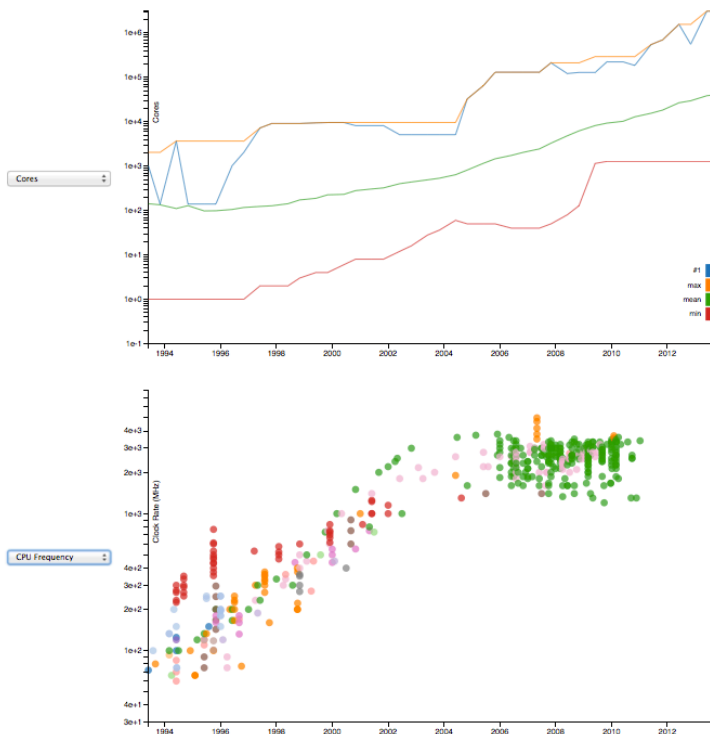 1e+6
1e+5
1e+4
Cores
1e+3
Cores
1e+2
1e+1
#1
max
1e+0
mean
min
1e-1
1994 1996 1998 2000 2002 2004 2006 2008 2010 2012
4e+3
3e+3
2e+3
1e+3
Clock Rate (MHz)
CPU Frequency
4e+2
3e+2
2e+2
1e+2
4e+1
3e+1
1994 1996 1998 2000 2002 2004 2006 2008 2010 2012